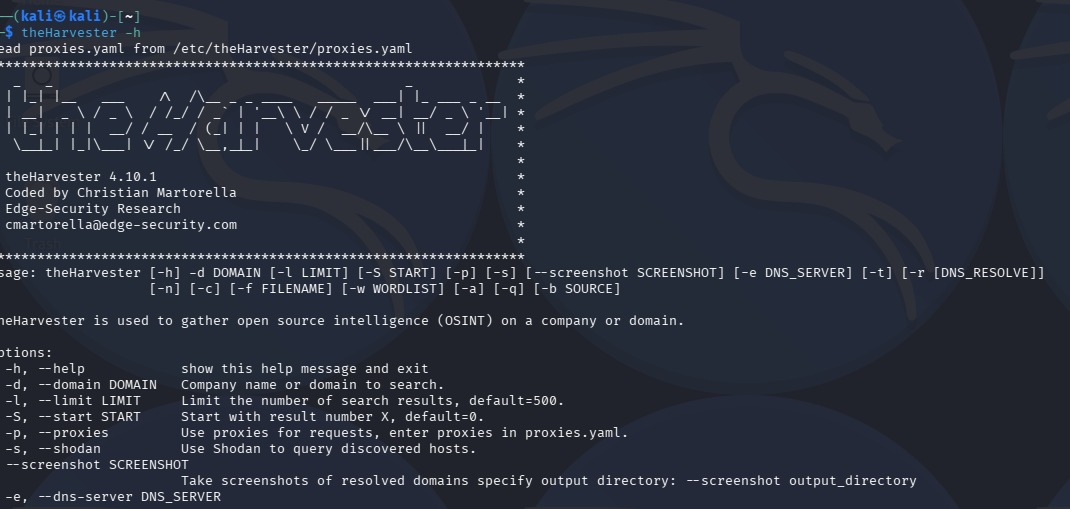 (kali㉿kali)-[~]
$ theHarvester -h
ead proxies.yaml from /etc/theHarvester/proxies.yaml
*******************************************************************
theHarvester
theHarvester 4.10.1
Coded by Christian Martorella
Edge-Security Research
cmartorella@edge-security.com
*******************************************************************
sage: theHarvester [-h] -d DOMAIN [-l LIMIT] [-S START] [-p] [-s] [--screenshot SCREENSHOT] [-e DNS_SERVER] [-t] [-r [DNS_RESOLVE]]
[-n] [-c] [-f FILENAME] [-w WORDLIST] [-a] [-q] [-b SOURCE]
heHarvester is used to gather open source intelligence (OSINT) on a company or domain.
ptions:
-h, --help show this help message and exit
-d, --domain DOMAIN Company name or domain to search.
-l, --limit LIMIT Limit the number of search results, default=500.
-S, --start START Start with result number X, default=0.
-p, --proxies Use proxies for requests, enter proxies in proxies.yaml.
-s, --shodan Use Shodan to query discovered hosts.
--screenshot SCREENSHOT
Take screenshots of resolved domains specify output directory: --screenshot output_directory
-e, --dns-server DNS_SERVER